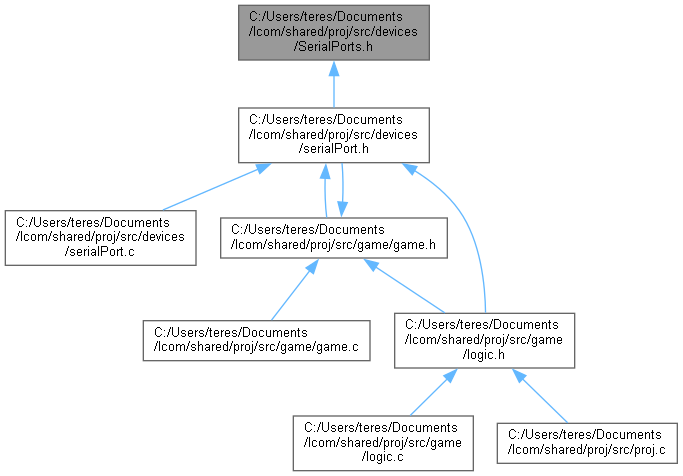 C:/Users/teres/Documents
/lcom/shared/proj/src/devices
/SerialPorts.h
C:/Users/teres/Documents
/lcom/shared/proj/src/devices
/serialPort.h
C:/Users/teres/Documents
/lcom/shared/proj/src/devices
/serialPort.c
C:/Users/teres/Documents
/lcom/shared/proj/src/game/game.h
C:/Users/teres/Documents
/lcom/shared/proj/src/game/game.c
C:/Users/teres/Documents
/lcom/shared/proj/src/game
/logic.h
C:/Users/teres/Documents
/lcom/shared/proj/src/game
/logic.c
C:/Users/teres/Documents
/lcom/shared/proj/src/proj.c